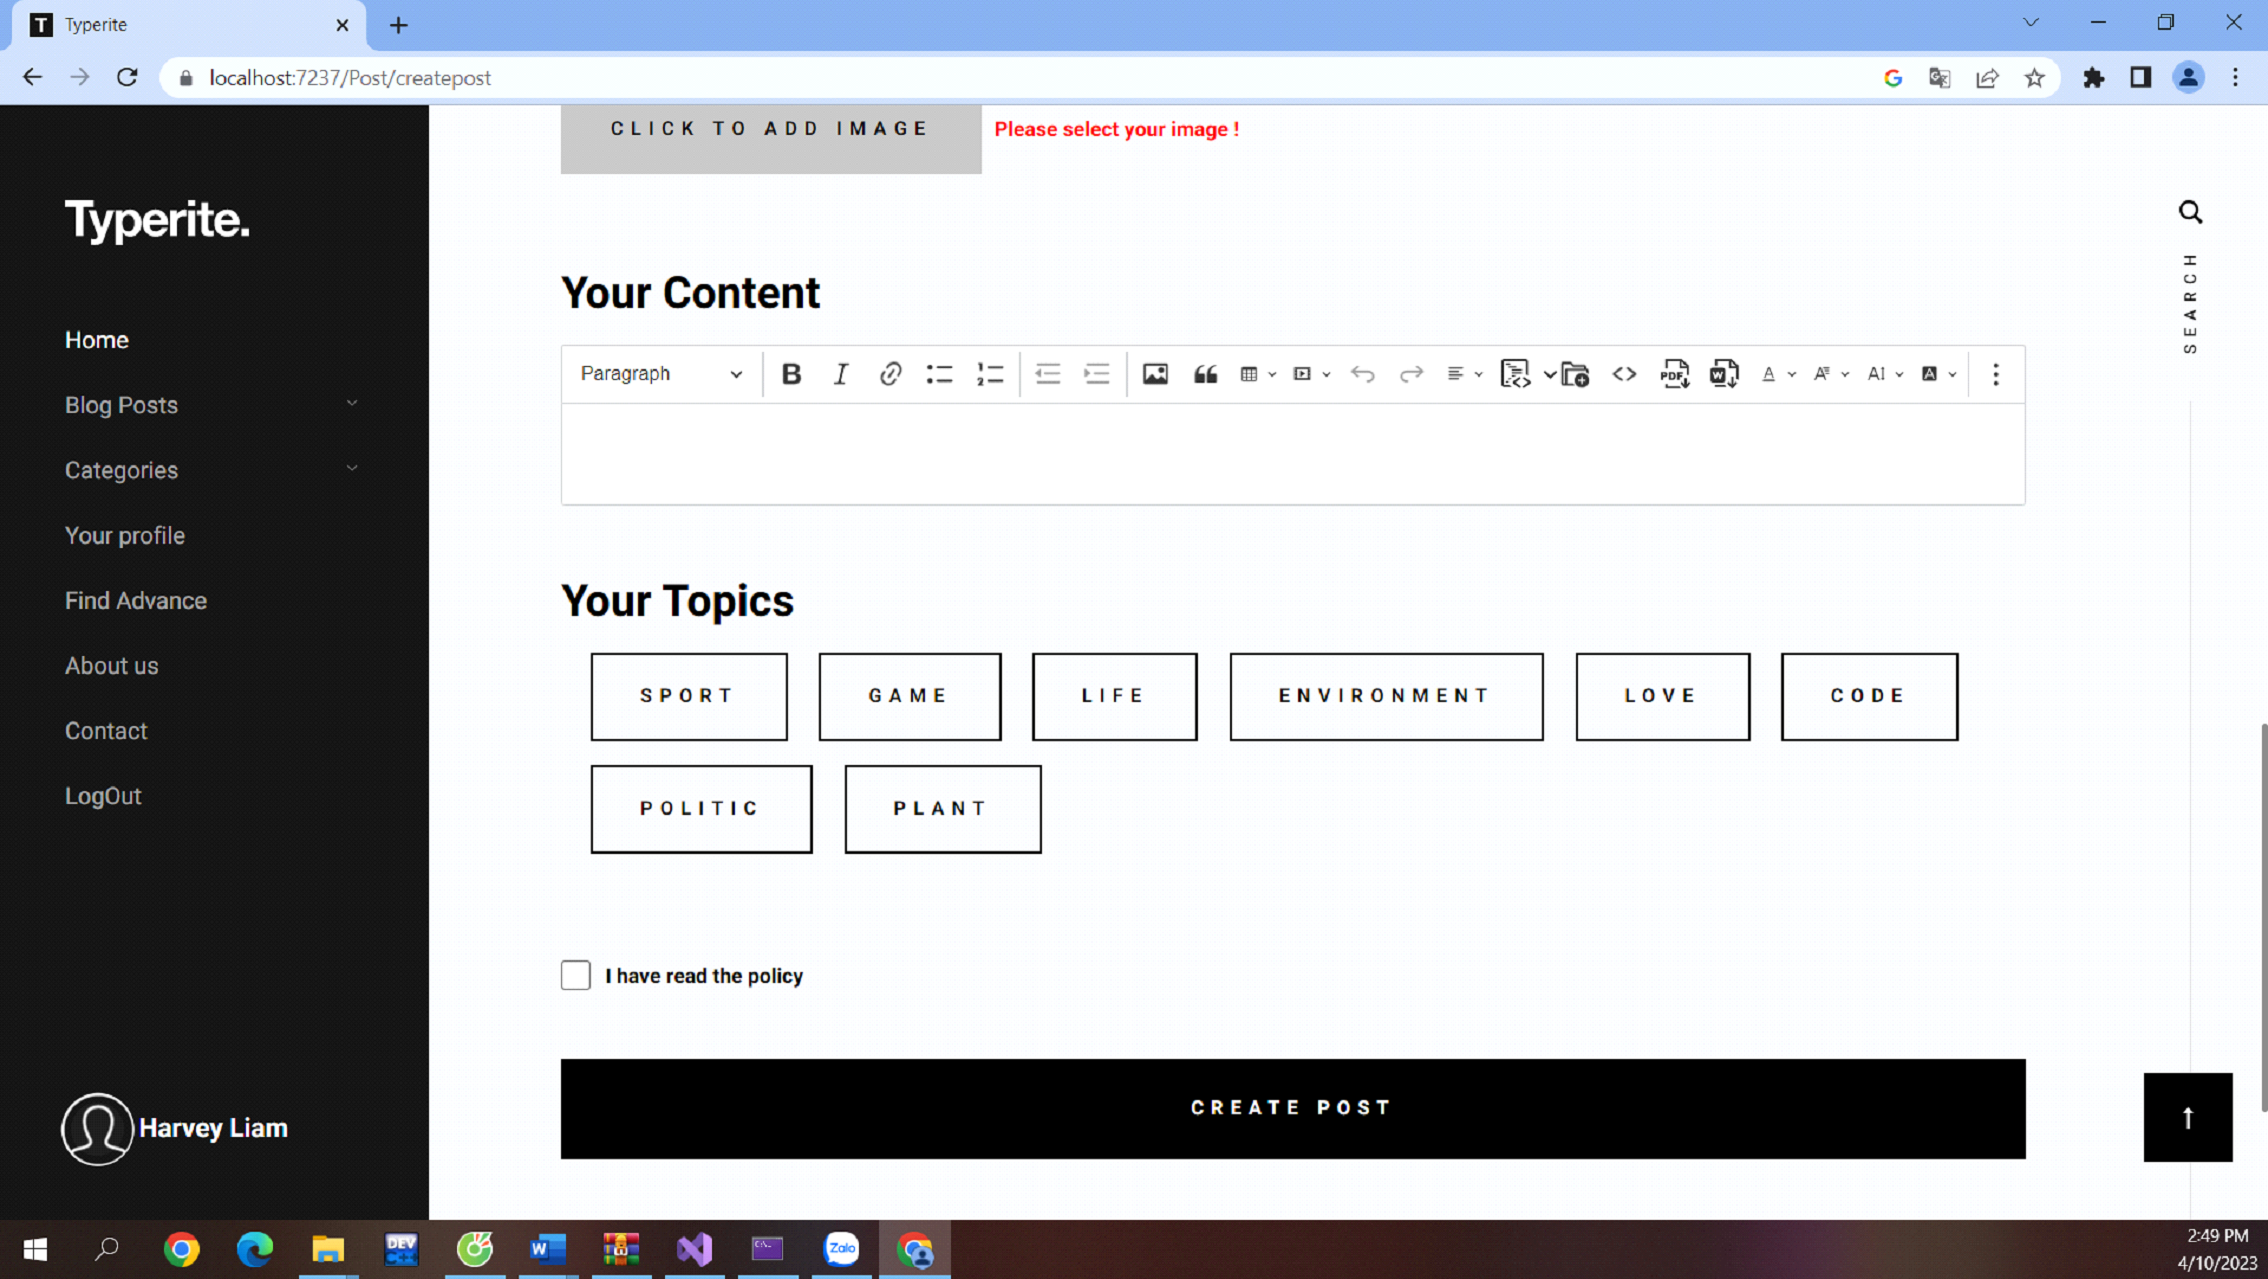 T Typerite
localhost:7237/Post/createpost
CLICK TO ADD IMAGE Please select your image !
Typerite.
Home
Blog Posts
Categories
Your profile
Find Advance
About us
Contact
LogOut
Harvey Liam
SEARCH
Your Content
Paragraph
Your Topics
SPORT GAME LIFE ENVIRONMENT LOVE CODE
POLITIC PLANT
I have read the policy
CREATE POST
DEV C++
Zalo
2:49 PM
4/10/2023